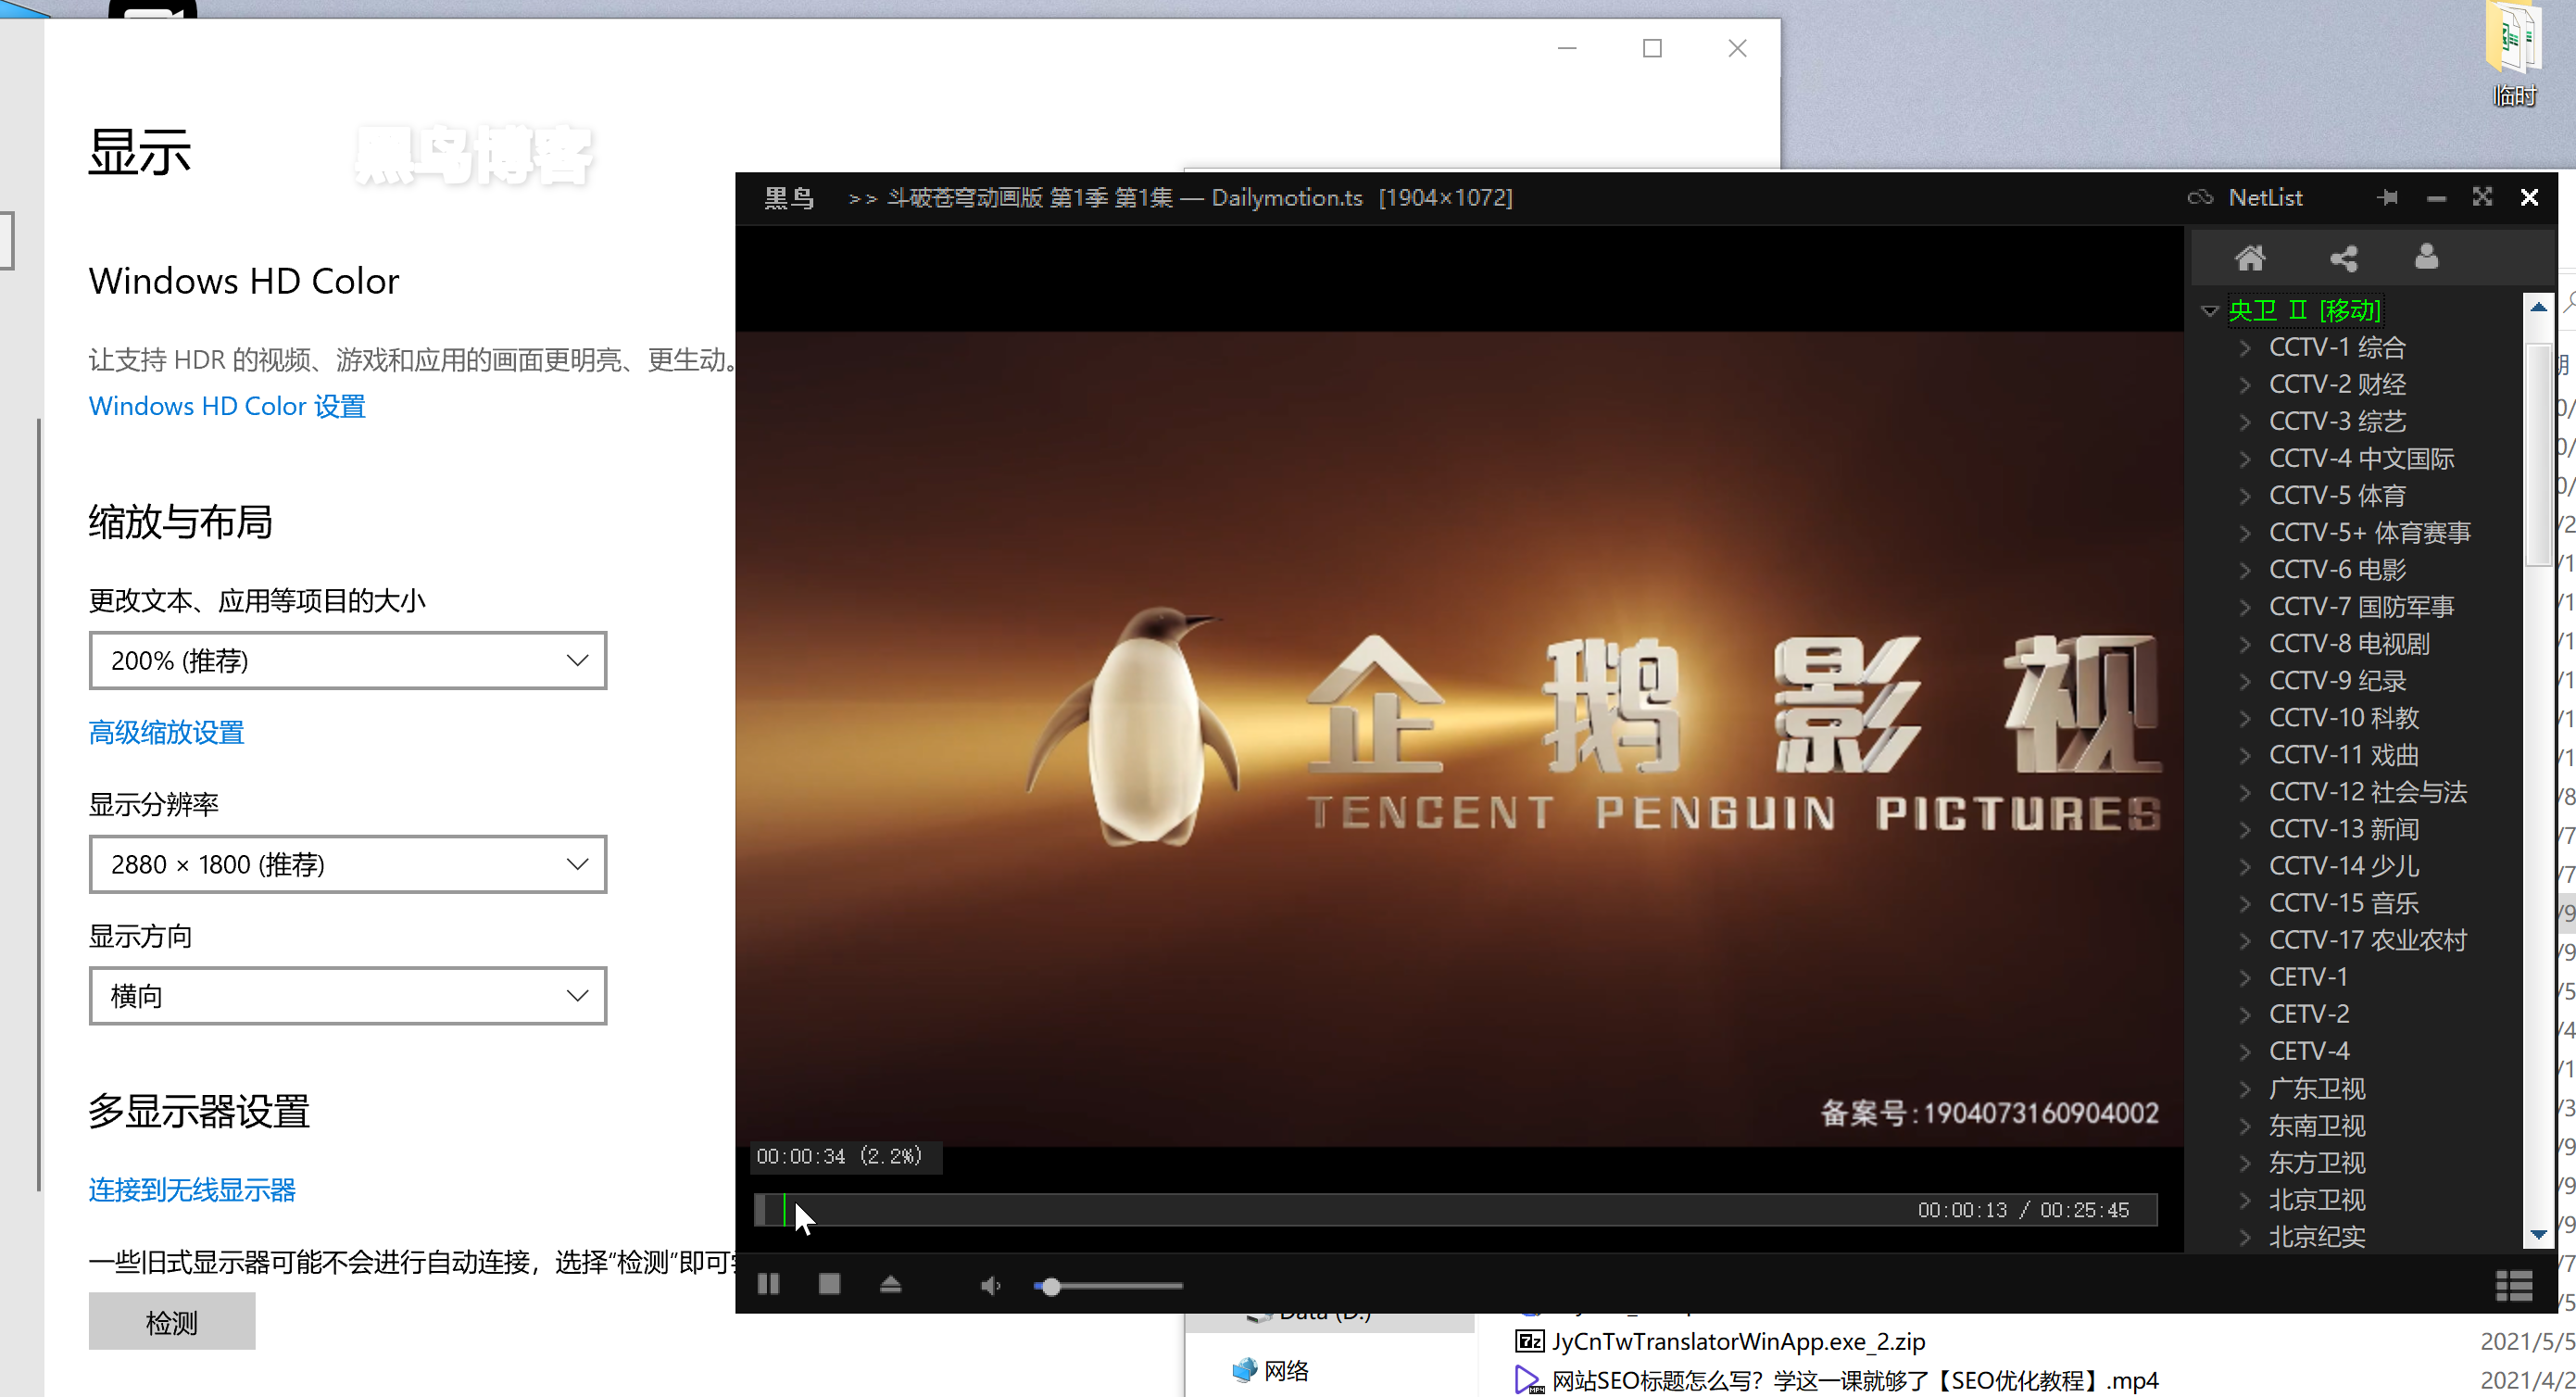 临时
显示
黑鸟博客
Windows HD Color
让支持 HDR 的视频、游戏和应用的画面更明亮、更生动。
Windows HD Color 设置
缩放与布局
更改文本、应用等项目的大小
200% (推荐)
高级缩放设置
显示分辨率
2880 × 1800 (推荐)
显示方向
横向
多显示器设置
连接到无线显示器
一些旧式显示器可能不会进行自动连接，选择“检测”即可
检测
黑鸟 >> 斗破苍穹动画版 第1季 第1集 — Dailymotion.ts [1904×1072]
NetList
企鹅影视
TENCENT PENGUIN PICTURES
备案号:1904073160904002
00:00:34 (2.2%)
00:00:13 / 00:25:45
央卫 Ⅱ [移动]
CCTV-1 综合
CCTV-2 财经
CCTV-3 综艺
CCTV-4 中文国际
CCTV-5 体育
CCTV-5+ 体育赛事
CCTV-6 电影
CCTV-7 国防军事
CCTV-8 电视剧
CCTV-9 纪录
CCTV-10 科教
CCTV-11 戏曲
CCTV-12 社会与法
CCTV-13 新闻
CCTV-14 少儿
CCTV-15 音乐
CCTV-17 农业农村
CETV-1
CETV-2
CETV-4
广东卫视
东南卫视
东方卫视
北京卫视
北京纪实
Data (D:)
网络
JyCnTwTranslatorWinApp.exe_2.zip
2021/5/5
网站SEO标题怎么写？学这一课就够了【SEO优化教程】.mp4
2021/4/2